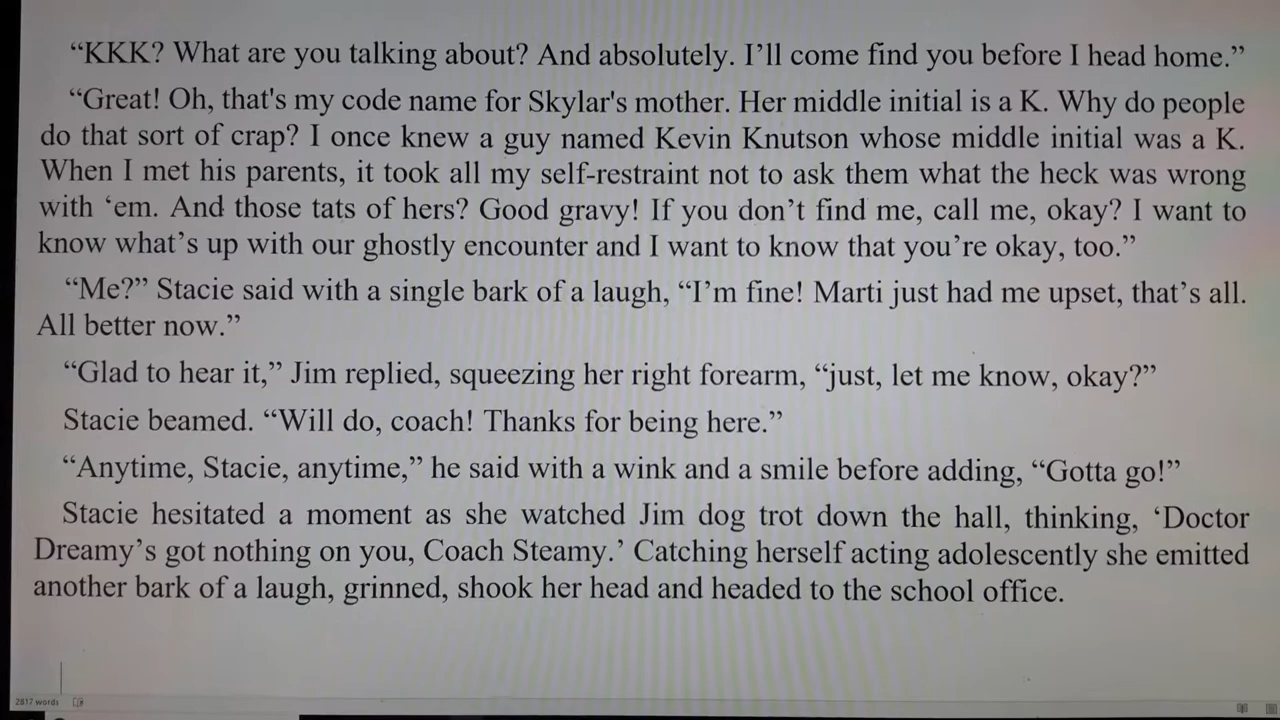 “KKK? What are you talking about? And absolutely. I’ll come find you before I head home.”
“Great! Oh, that's my code name for Skylar's mother. Her middle initial is a K. Why do people
do that sort of crap? I once knew a guy named Kevin Knutson whose middle initial was a K.
When I met his parents, it took all my self-restraint not to ask them what the heck was wrong
with ‘em. And those tats of hers? Good gravy! If you don’t find me, call me, okay? I want to
know what’s up with our ghostly encounter and I want to know that you’re okay, too.”
“Me?” Stacie said with a single bark of a laugh, “I’m fine! Marti just had me upset, that’s all.
All better now.”
“Glad to hear it,” Jim replied, squeezing her right forearm, “just, let me know, okay?”
Stacie beamed. “Will do, coach! Thanks for being here.”
“Anytime, Stacie, anytime,” he said with a wink and a smile before adding, “Gotta go!”
Stacie hesitated a moment as she watched Jim dog trot down the hall, thinking, ‘Doctor
Dreamy’s got nothing on you, Coach Steamy.’ Catching herself acting adolescently she emitted
another bark of a laugh, grinned, shook her head and headed to the school office.
2817 words